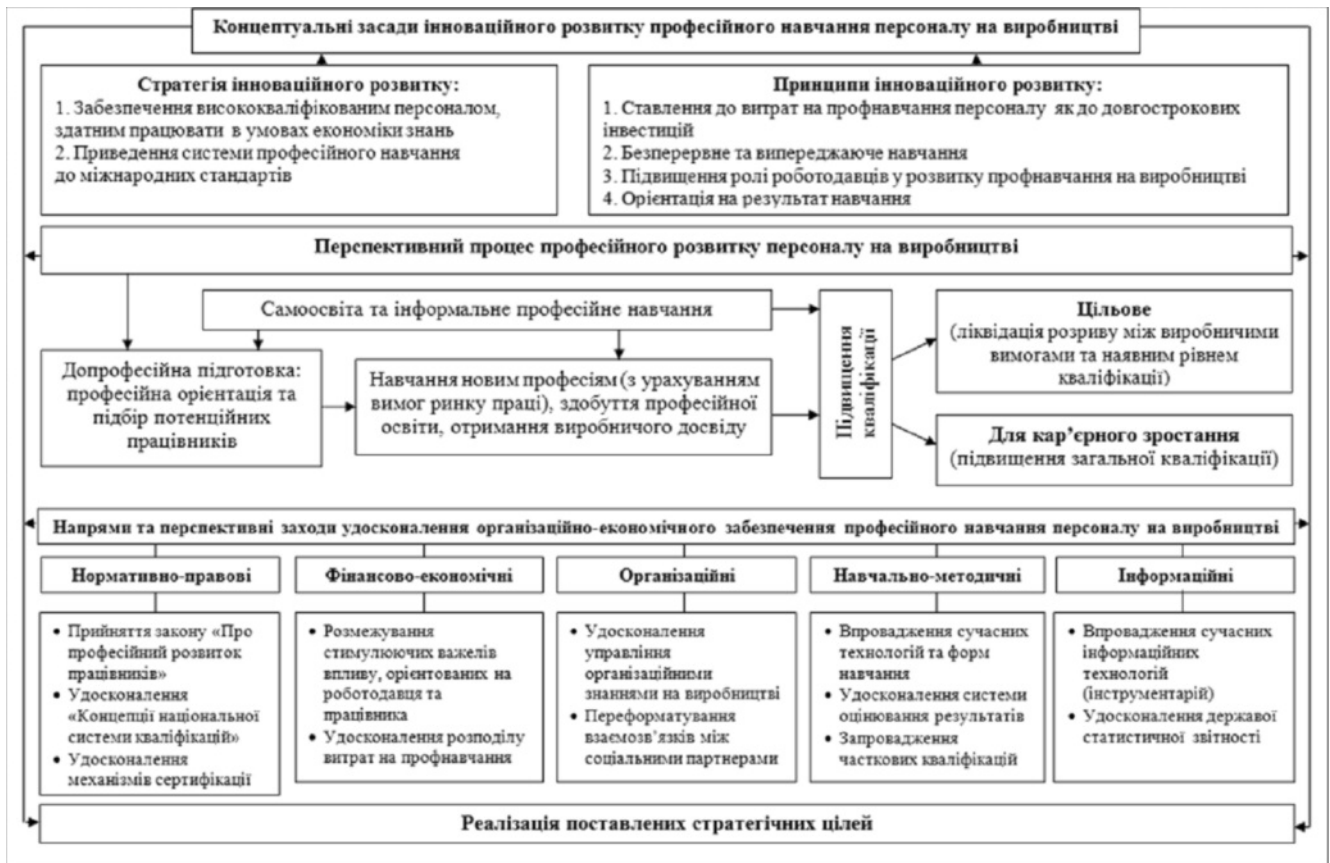 Концептуальні засади інноваційного розвитку професійного навчання персоналу на виробництві
Стратегія інноваційного розвитку:
1. Забезпечення висококваліфікованим персоналом,
здатним працювати в умовах економіки знань
2. Приведення системи професійного навчання
до міжнародних стандартів
Принципи інноваційного розвитку:
1. Ставлення до витрат на профнавчання персоналу як до довгострокових
інвестицій
2. Безперервне та випереджаюче навчання
3. Підвищення ролі роботодавців у розвитку профнавчання на виробництві
4. Орієнтація на результат навчання
Перспективний процес професійного розвитку персоналу на виробництві
Самоосвіта та інформальне професійне навчання
Допрофесійна підготовка:
професійна орієнтація та
підбір потенційних
працівників
Навчання новим професіям (з урахуванням
вимог ринку праці), здобуття професійної
освіти, отримання виробничого досвіду
Підвищення
кваліфікації
Цільове
(ліквідація розриву між виробничими
вимогами та наявним рівнем
кваліфікації)
Для кар’єрного зростання
(підвищення загальної кваліфікації)
Напрями та перспективні заходи удосконалення організаційно-економічного забезпечення професійного навчання персоналу на виробництві
Нормативно-правові
• Прийняття закону «Про
професійний розвиток
працівників»
• Удосконалення
«Концепції національної
системи кваліфікацій»
• Удосконалення
механізмів сертифікації
Фінансово-економічні
• Розмежування
стимулюючих важелів
впливу, орієнтованих на
роботодавця та
працівника
• Удосконалення розподілу
витрат на профнавчання
Організаційні
• Удосконалення
управління
організаційними
знаннями на виробництві
• Переформатування
взаємозв’язків між
соціальними партнерами
Навчально-методичні
• Впровадження сучасних
технологій та форм
навчання
• Удосконалення системи
оцінювання результатів
• Запровадження
часткових кваліфікацій
Інформаційні
• Впровадження сучасних
інформаційних
технологій
(інструментарій)
• Удосконалення державої
статистичної звітності
Реалізація поставлених стратегічних цілей